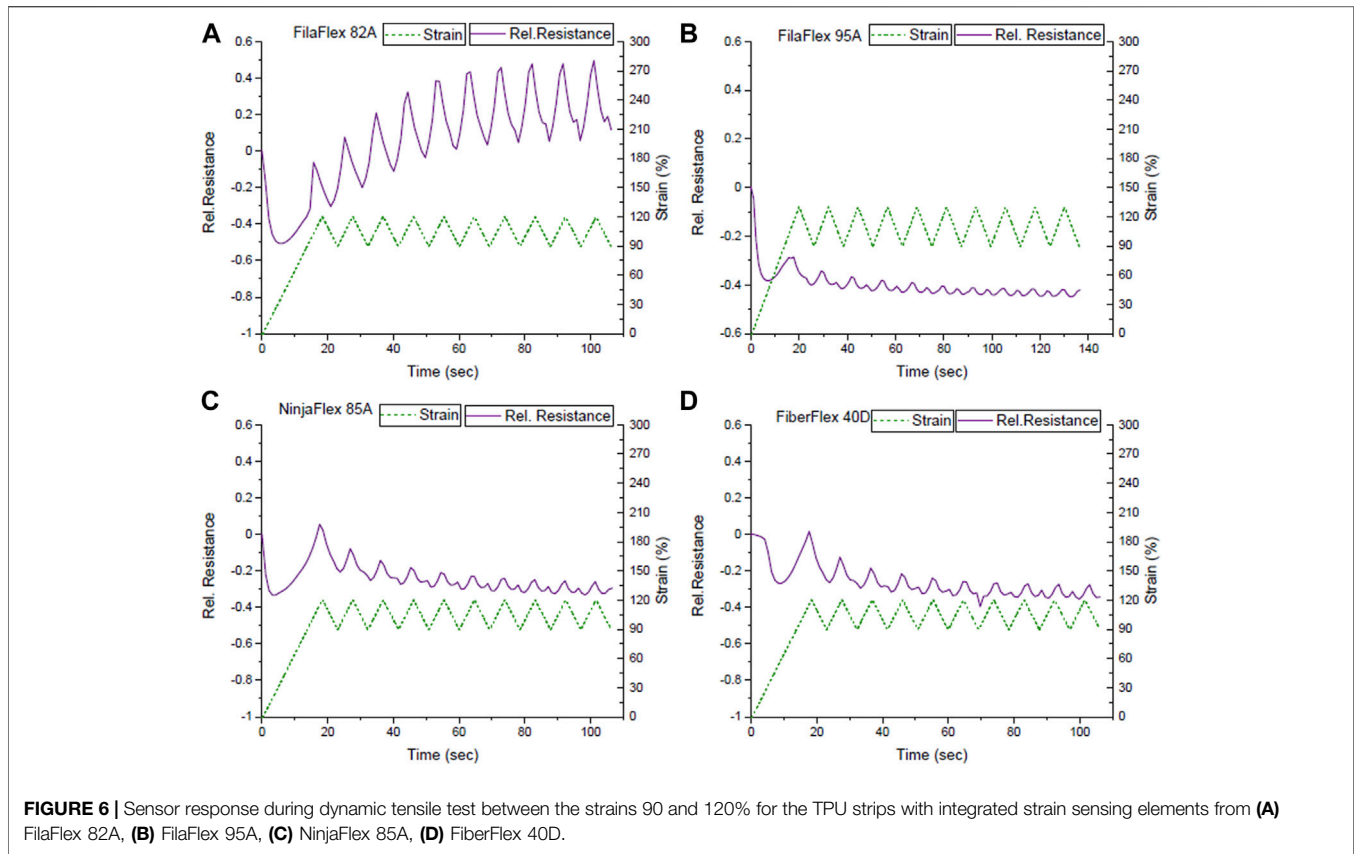 A
FilaFlex 82A
Strain
Rel.Resistance
0.6
0.4
0.2
0
-0.2
-0.4
-0.6
-0.8
-1
Rel.Resistance
300
270
240
210
180
150
120
90
60
30
0
Strain (%)
0 20 40 60 80 100
Time (sec)
B
FilaFlex 95A
Strain
Rel. Resistance
0.6
0.4
0.2
0
-0.2
-0.4
-0.6
Rel. Resistance
300
270
240
210
180
150
120
90
60
30
0
Strain (%)
0 20 40 60 80 100 120 140
Time (sec)
C
NinjaFlex 85A
Strain
Rel. Resistance
0.6
0.4
0.2
0
-0.2
-0.4
-0.6
-0.8
-1
Rel. Resistance
300
270
240
210
180
150
120
90
60
30
0
Strain (%)
0 20 40 60 80 100
Time (sec)
D
FiberFlex 40D
Strain
Rel.Resistance
0.6
0.4
0.2
0
-0.2
-0.4
-0.6
-0.8
-1
Rel. Resistance
300
270
240
210
180
150
120
90
60
30
0
Strain (%)
0 20 40 60 80 100
Time (sec)
FIGURE 6 | Sensor response during dynamic tensile test between the strains 90 and 120% for the TPU strips with integrated strain sensing elements from (A)
FilaFlex 82A, (B) FilaFlex 95A, (C) NinjaFlex 85A, (D) FiberFlex 40D.